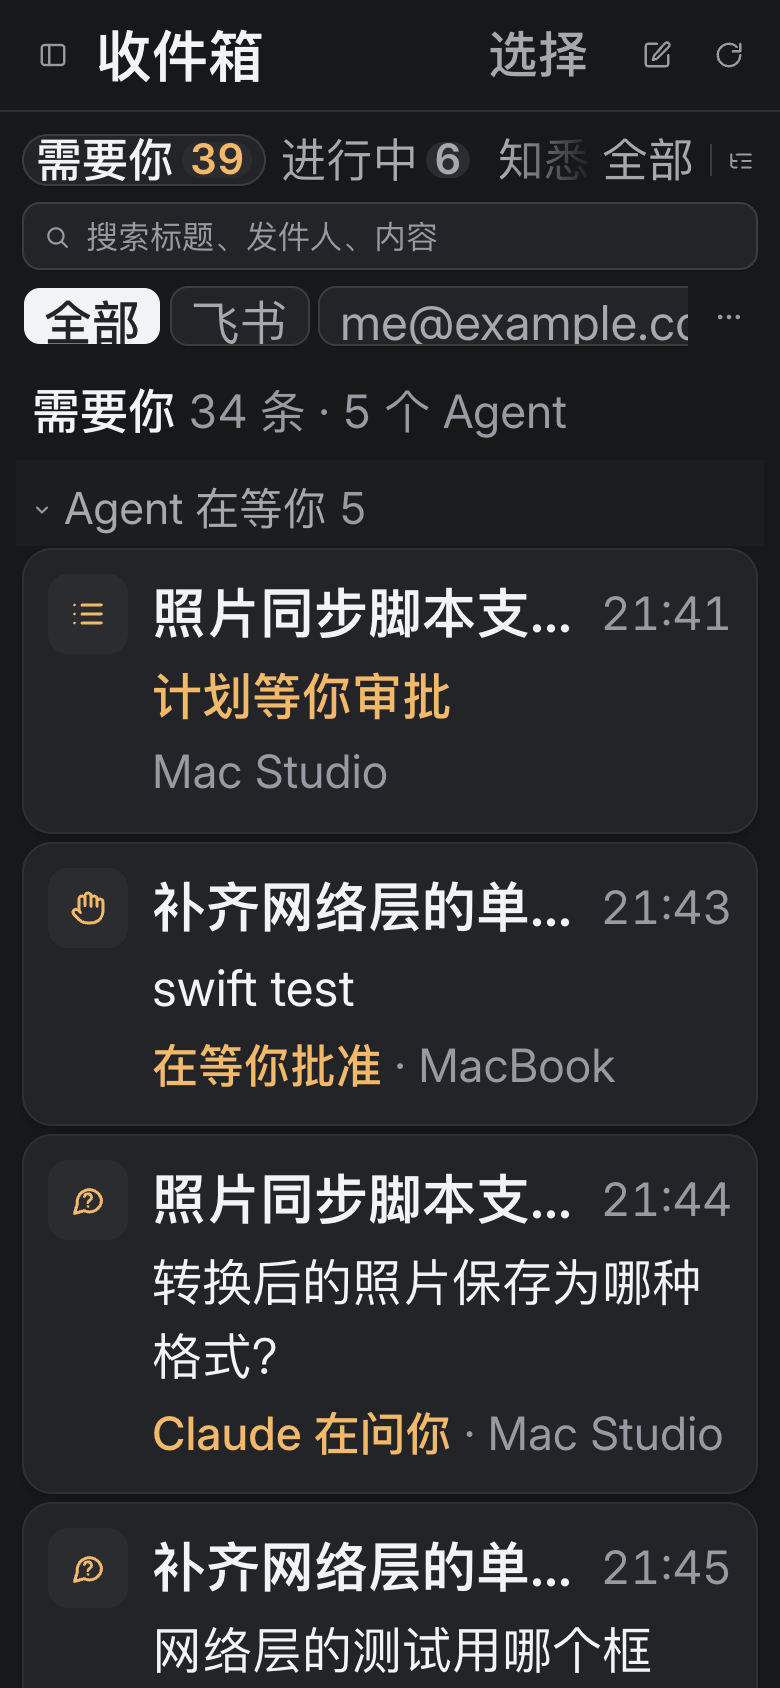 收件箱 选择
需要你 39 进行中 6 知悉 全部
搜索标题、发件人、内容
全部 飞书 me@example.co
需要你 34 条 · 5 个 Agent
Agent 在等你 5
照片同步脚本支... 21:41
计划等你审批
Mac Studio
补齐网络层的单... 21:43
swift test
在等你批准 · MacBook
照片同步脚本支... 21:44
转换后的照片保存为哪种
格式?
Claude 在问你 · Mac Studio
补齐网络层的单... 21:45
网络层的测试用哪个框